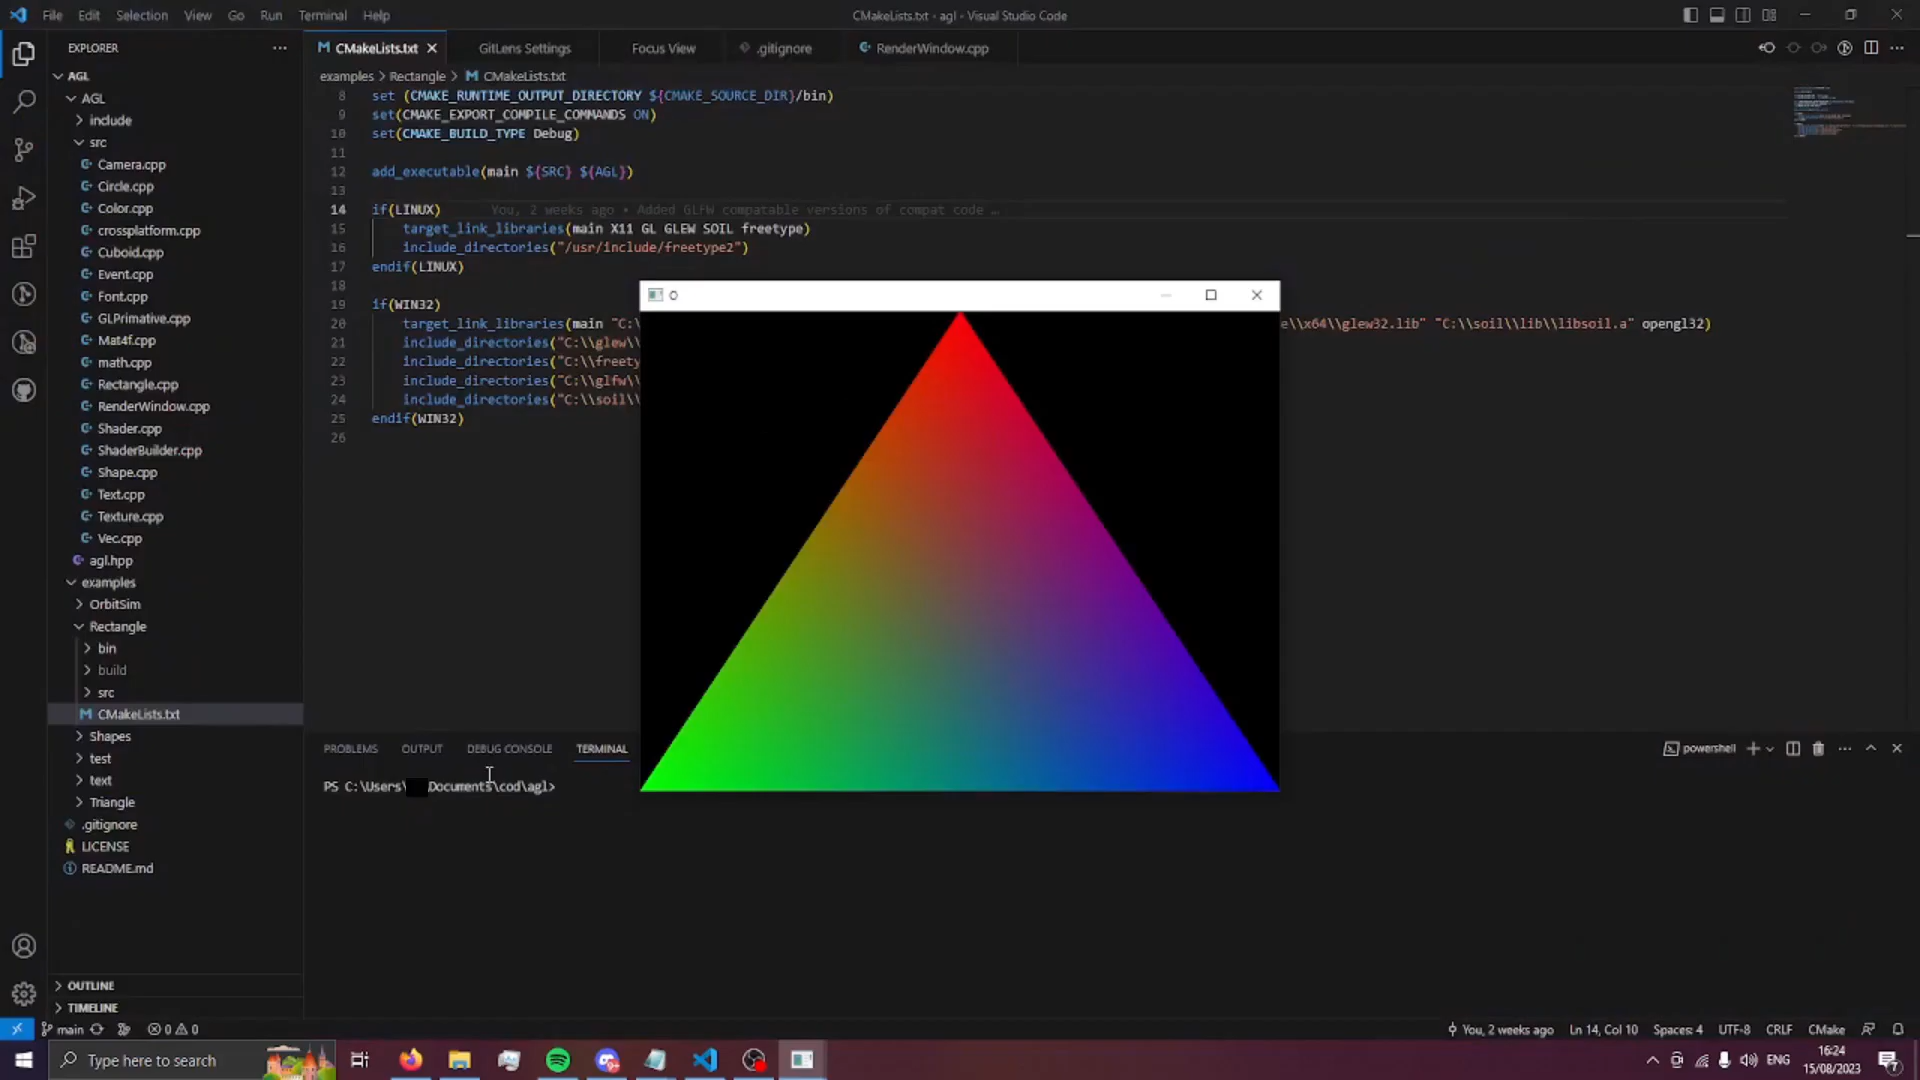 File Edit Selection View Go Run Terminal Help
CMakeLists.txt - agl - Visual Studio Code
EXPLORER
CMakeLists.txt
GitLens Settings
Focus View
.gitignore
RenderWindow.cpp
examples > Rectangle > CMakeLists.txt
AGL
AGL
include
src
Camera.cpp
Circle.cpp
Color.cpp
crossplatform.cpp
Cuboid.cpp
Event.cpp
Font.cpp
GLPrimative.cpp
Mat4f.cpp
math.cpp
Rectangle.cpp
RenderWindow.cpp
Shader.cpp
ShaderBuilder.cpp
Shape.cpp
Text.cpp
Texture.cpp
Vec.cpp
agl.hpp
examples
OrbitSim
Rectangle
bin
build
src
CMakeLists.txt
Shapes
test
text
Triangle
.gitignore
LICENSE
README.md
OUTLINE
TIMELINE
8 set (CMAKE_RUNTIME_OUTPUT_DIRECTORY ${CMAKE_SOURCE_DIR}/bin)
9 set(CMAKE_EXPORT_COMPILE_COMMANDS ON)
10 set(CMAKE_BUILD_TYPE Debug)
11
12 add_executable(main ${SRC} ${AGL})
13
14 if(LINUX) You, 2 weeks ago • Added GLFW compatable versions of compat code …
15 target_link_libraries(main X11 GL GLEW SOIL freetype)
16 include_directories("/usr/include/freetype2")
17 endif(LINUX)
18
19 if(WIN32)
20 target_link_libraries(main "C:\ e\\x64\\glew32.lib" "C:\\soil\\lib\\libsoil.a" opengl32)
21 include_directories("C:\\glew\\
22 include_directories("C:\\freety
23 include_directories("C:\\glfw\\
24 include_directories("C:\\soil\\
25 endif(WIN32)
26
PROBLEMS OUTPUT DEBUG CONSOLE TERMINAL
powershell
PS C:\Users\ Documents\cod\agl>
main 0 0
You, 2 weeks ago Ln 14, Col 10 Spaces: 4 UTF-8 CRLF CMake
Type here to search
ENG
16:24
15/08/2023